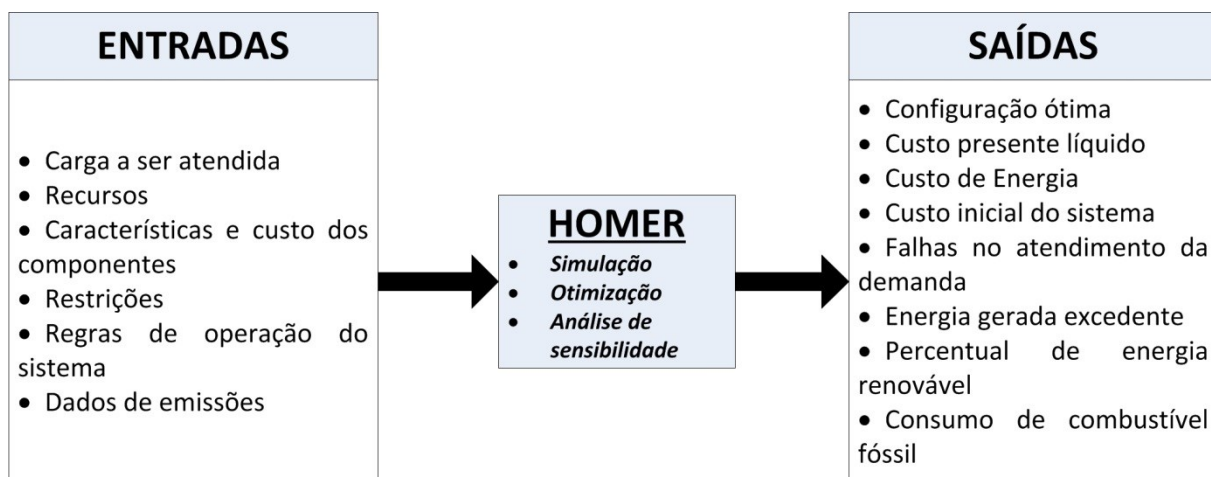 ENTRADAS
• Carga a ser atendida
• Recursos
• Características e custo dos
componentes
• Restrições
• Regras de operação do
sistema
• Dados de emissões
HOMER
• Simulação
• Otimização
• Análise de
sensibilidade
SAÍDAS
• Configuração ótima
• Custo presente líquido
• Custo de Energia
• Custo inicial do sistema
• Falhas no atendimento da
demanda
• Energia gerada excedente
• Percentual de energia
renovável
• Consumo de combustível
fóssil